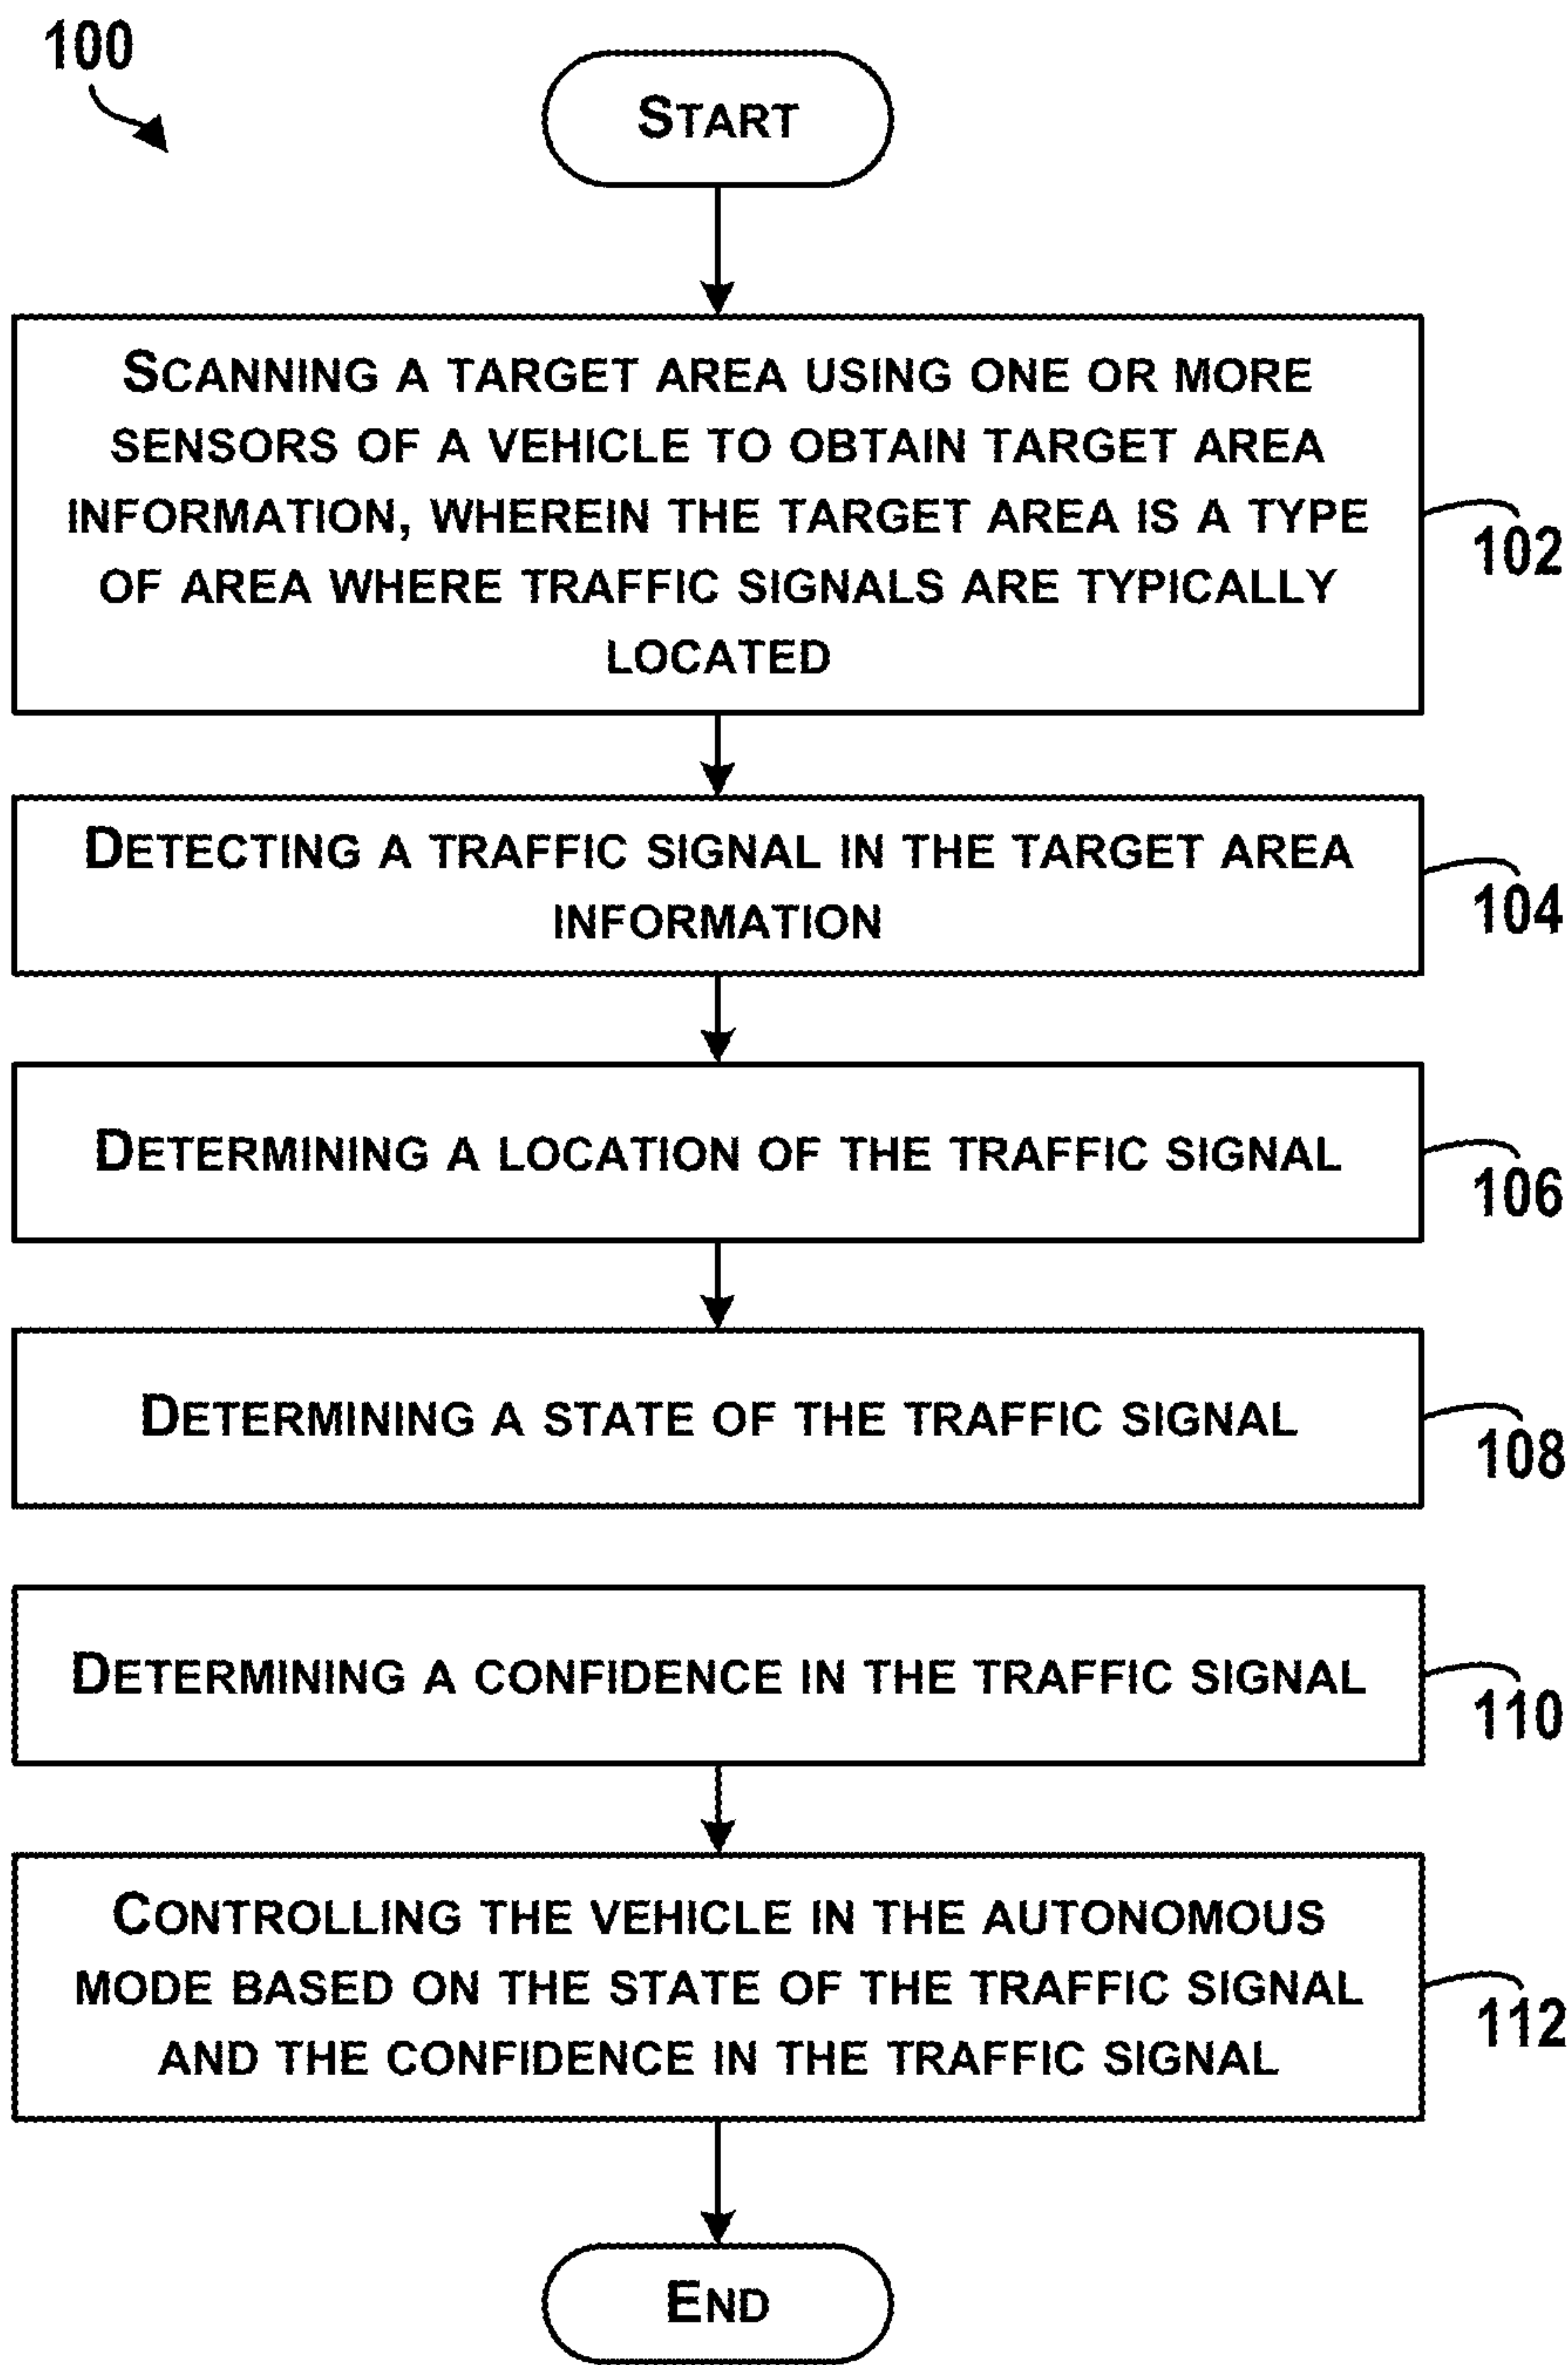 100
START
SCANNING A TARGET AREA USING ONE OR MORE
SENSORS OF A VEHICLE TO OBTAIN TARGET AREA
INFORMATION, WHEREIN THE TARGET AREA IS A TYPE
OF AREA WHERE TRAFFIC SIGNALS ARE TYPICALLY
LOCATED
102
DETECTING A TRAFFIC SIGNAL IN THE TARGET AREA
INFORMATION
104
DETERMINING A LOCATION OF THE TRAFFIC SIGNAL
106
DETERMINING A STATE OF THE TRAFFIC SIGNAL
108
DETERMINING A CONFIDENCE IN THE TRAFFIC SIGNAL
110
CONTROLLING THE VEHICLE IN THE AUTONOMOUS
MODE BASED ON THE STATE OF THE TRAFFIC SIGNAL
AND THE CONFIDENCE IN THE TRAFFIC SIGNAL
112
END